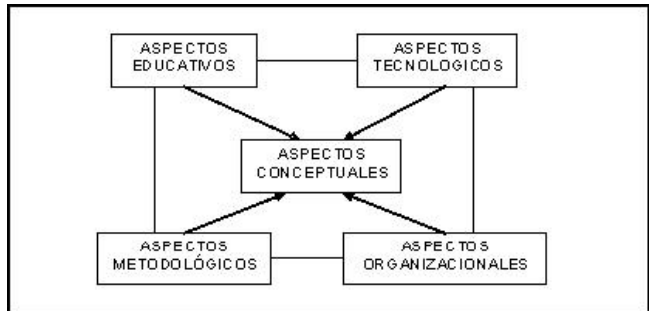 ASPECTOS
EDUCATIVOS
ASPECTOS
TECNOLOGICOS
ASPECTOS
CONCEPTUALES
ASPECTOS
METODOLÓGICOS
ASPECTOS
ORGANIZACIONALES